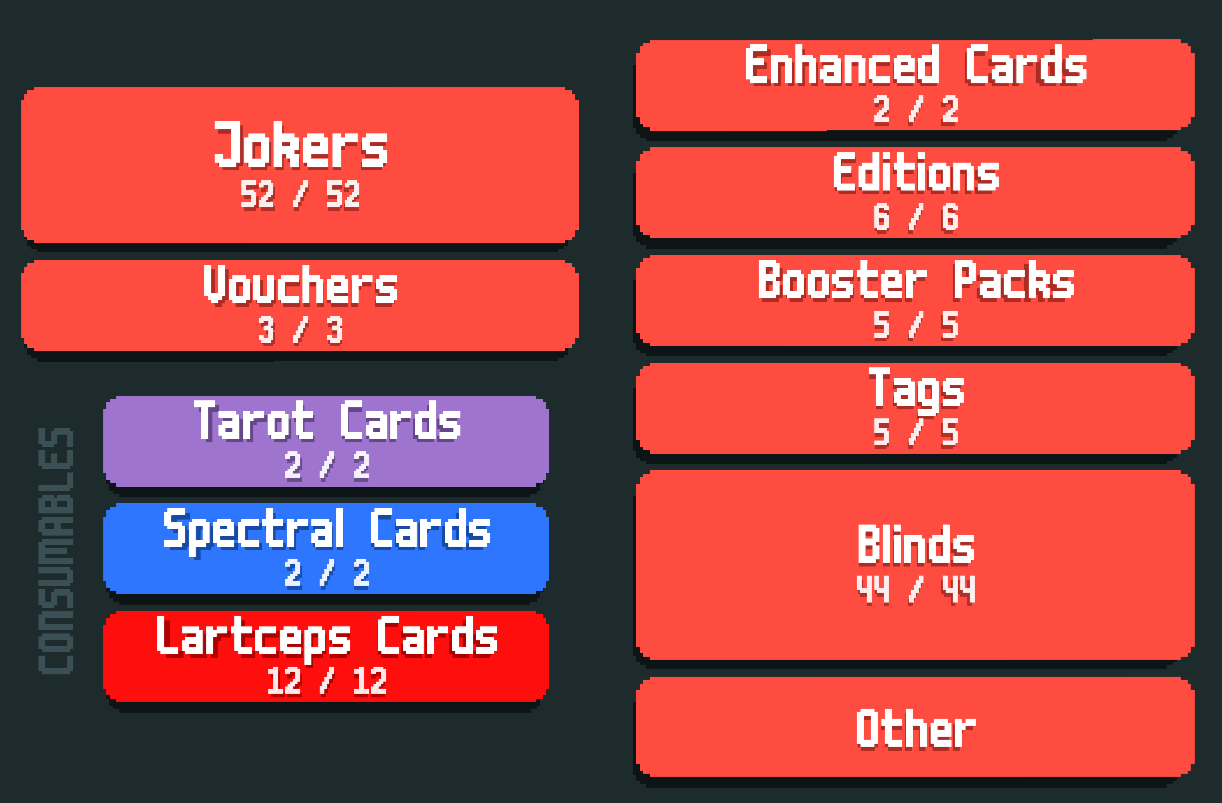 Jokers
52 / 52
Vouchers
3 / 3
CONSUMABLES
Tarot Cards
2 / 2
Spectral Cards
2 / 2
Lartceps Cards
12 / 12
Enhanced Cards
2 / 2
Editions
6 / 6
Booster Packs
5 / 5
Tags
5 / 5
Blinds
44 / 44
Other